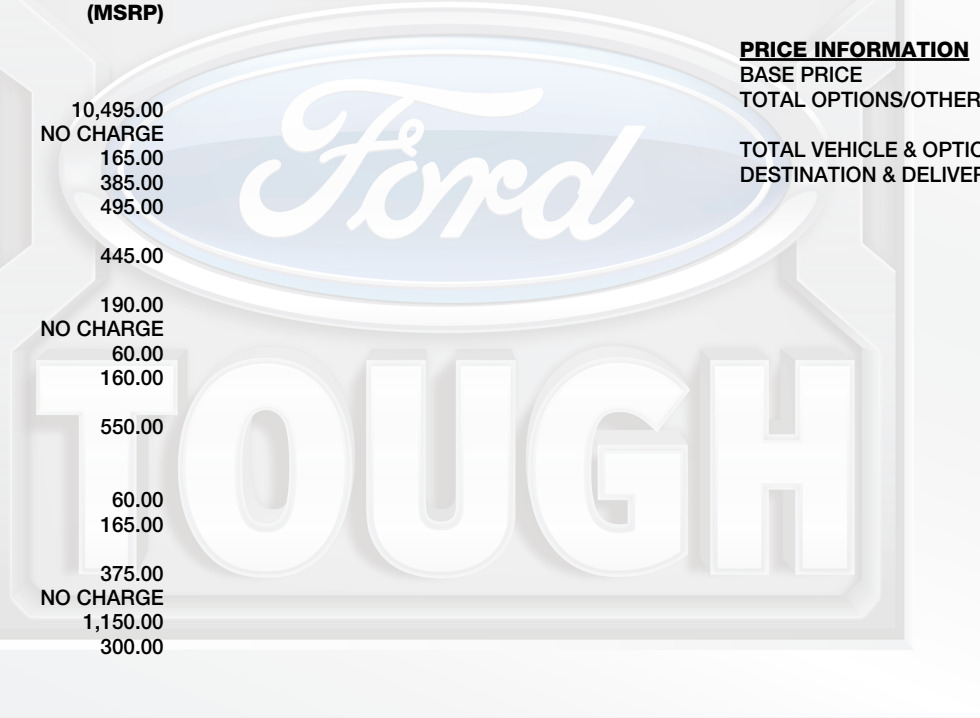 (MSRP)
10,495.00
NO CHARGE
165.00
385.00
495.00
445.00
190.00
NO CHARGE
60.00
160.00
550.00
60.00
165.00
375.00
NO CHARGE
1,150.00
300.00
PRICE INFORMATION
BASE PRICE
TOTAL OPTIONS/OTHER
TOTAL VEHICLE & OPTIO
DESTINATION & DELIVER
Ford
TOUGH